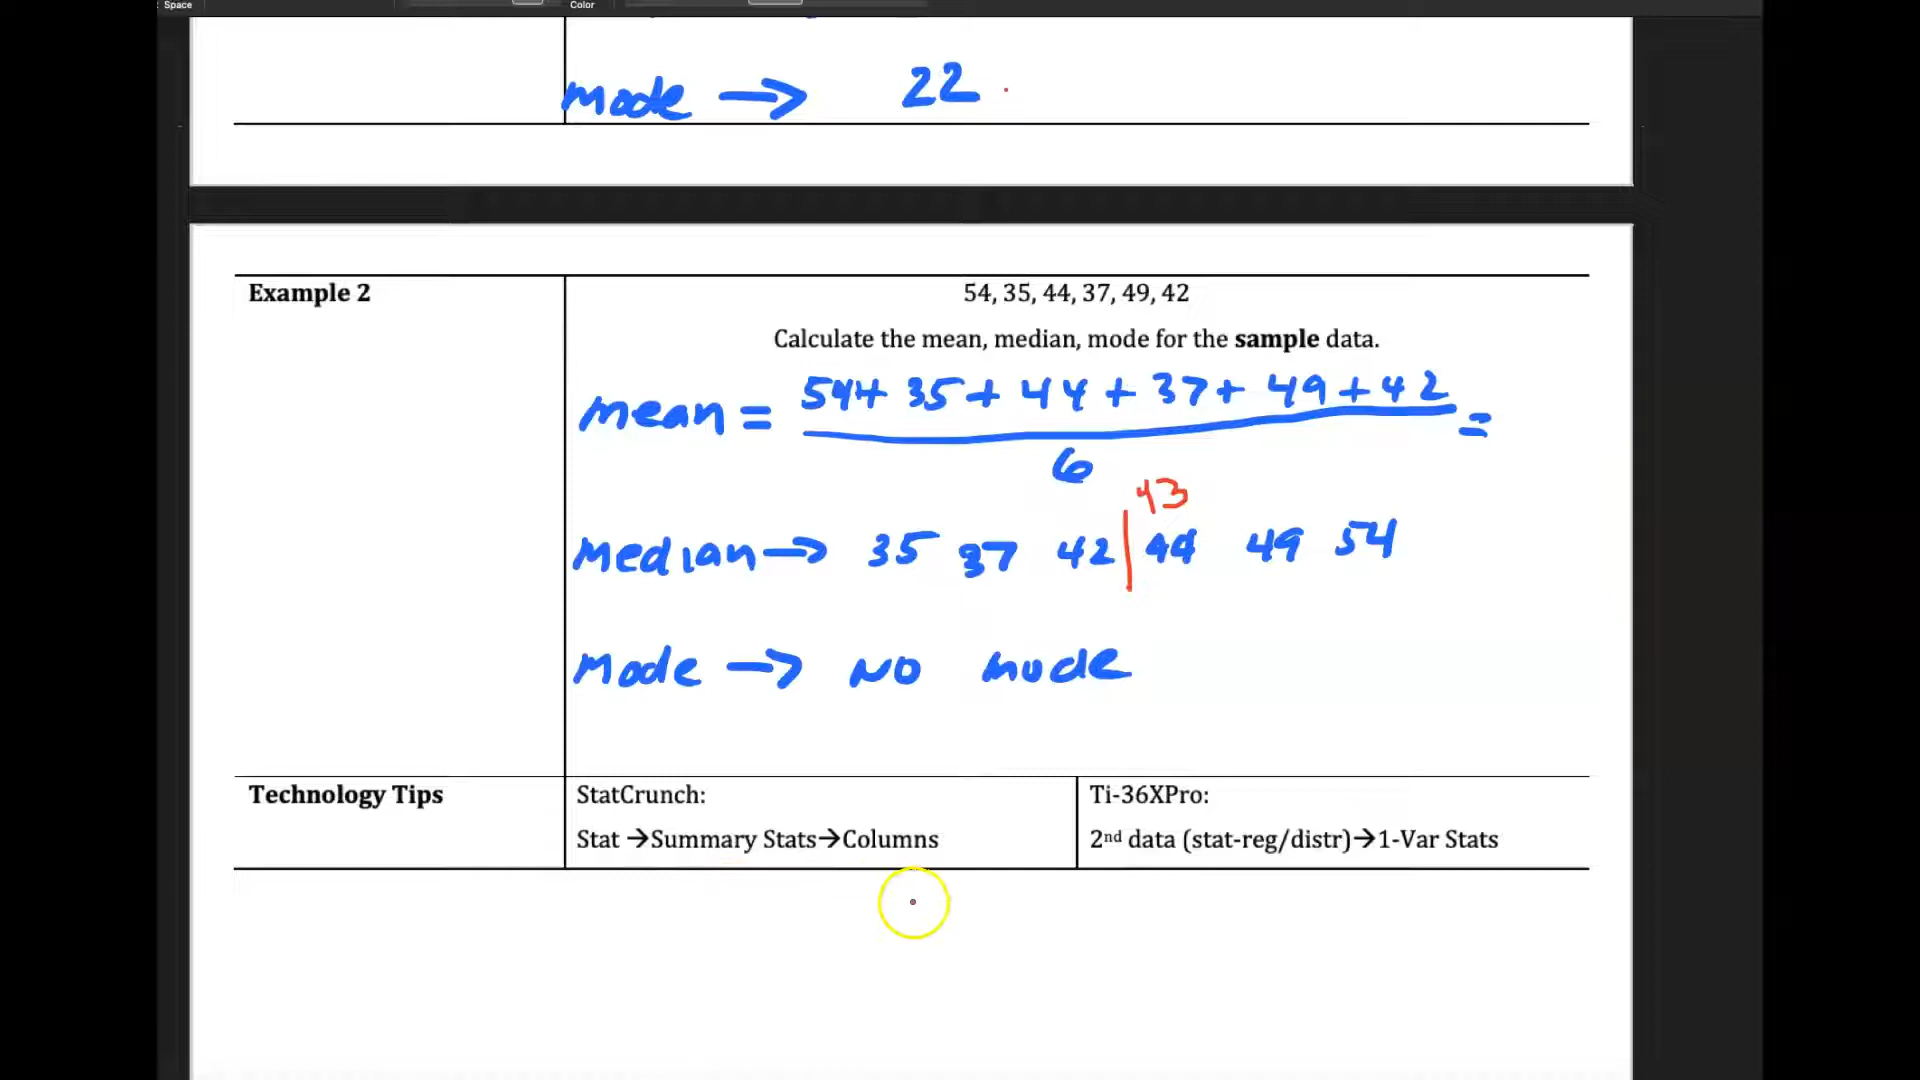 Space Color
mode → 22
Example 2
54, 35, 44, 37, 49, 42
Calculate the mean, median, mode for the sample data.
mean = 54+ 35 + 44 + 37 + 49 + 42 =
6
43
Median → 35 37 42 | 44 49 54
Mode → NO mode
Technology Tips
StatCrunch:
Stat →Summary Stats→Columns
Ti-36XPro:
2nd data (stat-reg/distr)→1-Var Stats